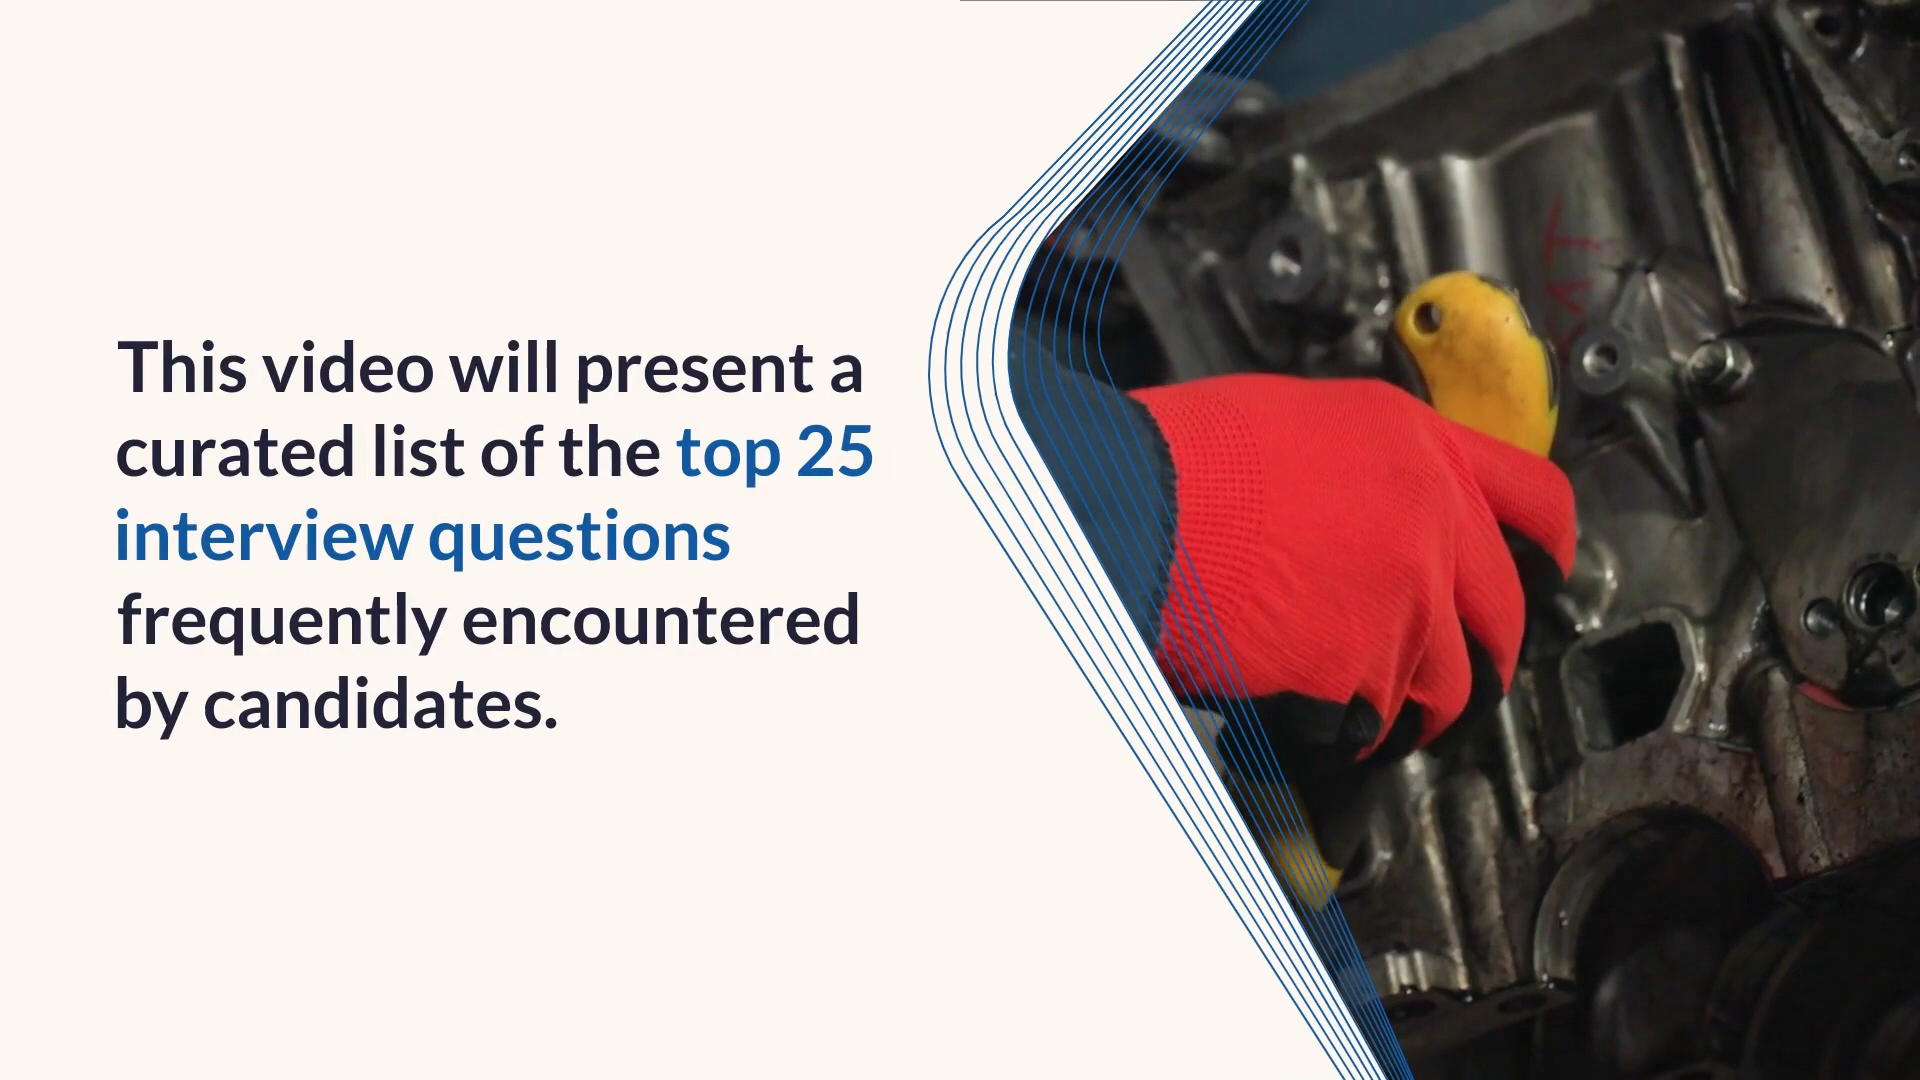 This video will present a
curated list of the top 25
interview questions
frequently encountered
by candidates.